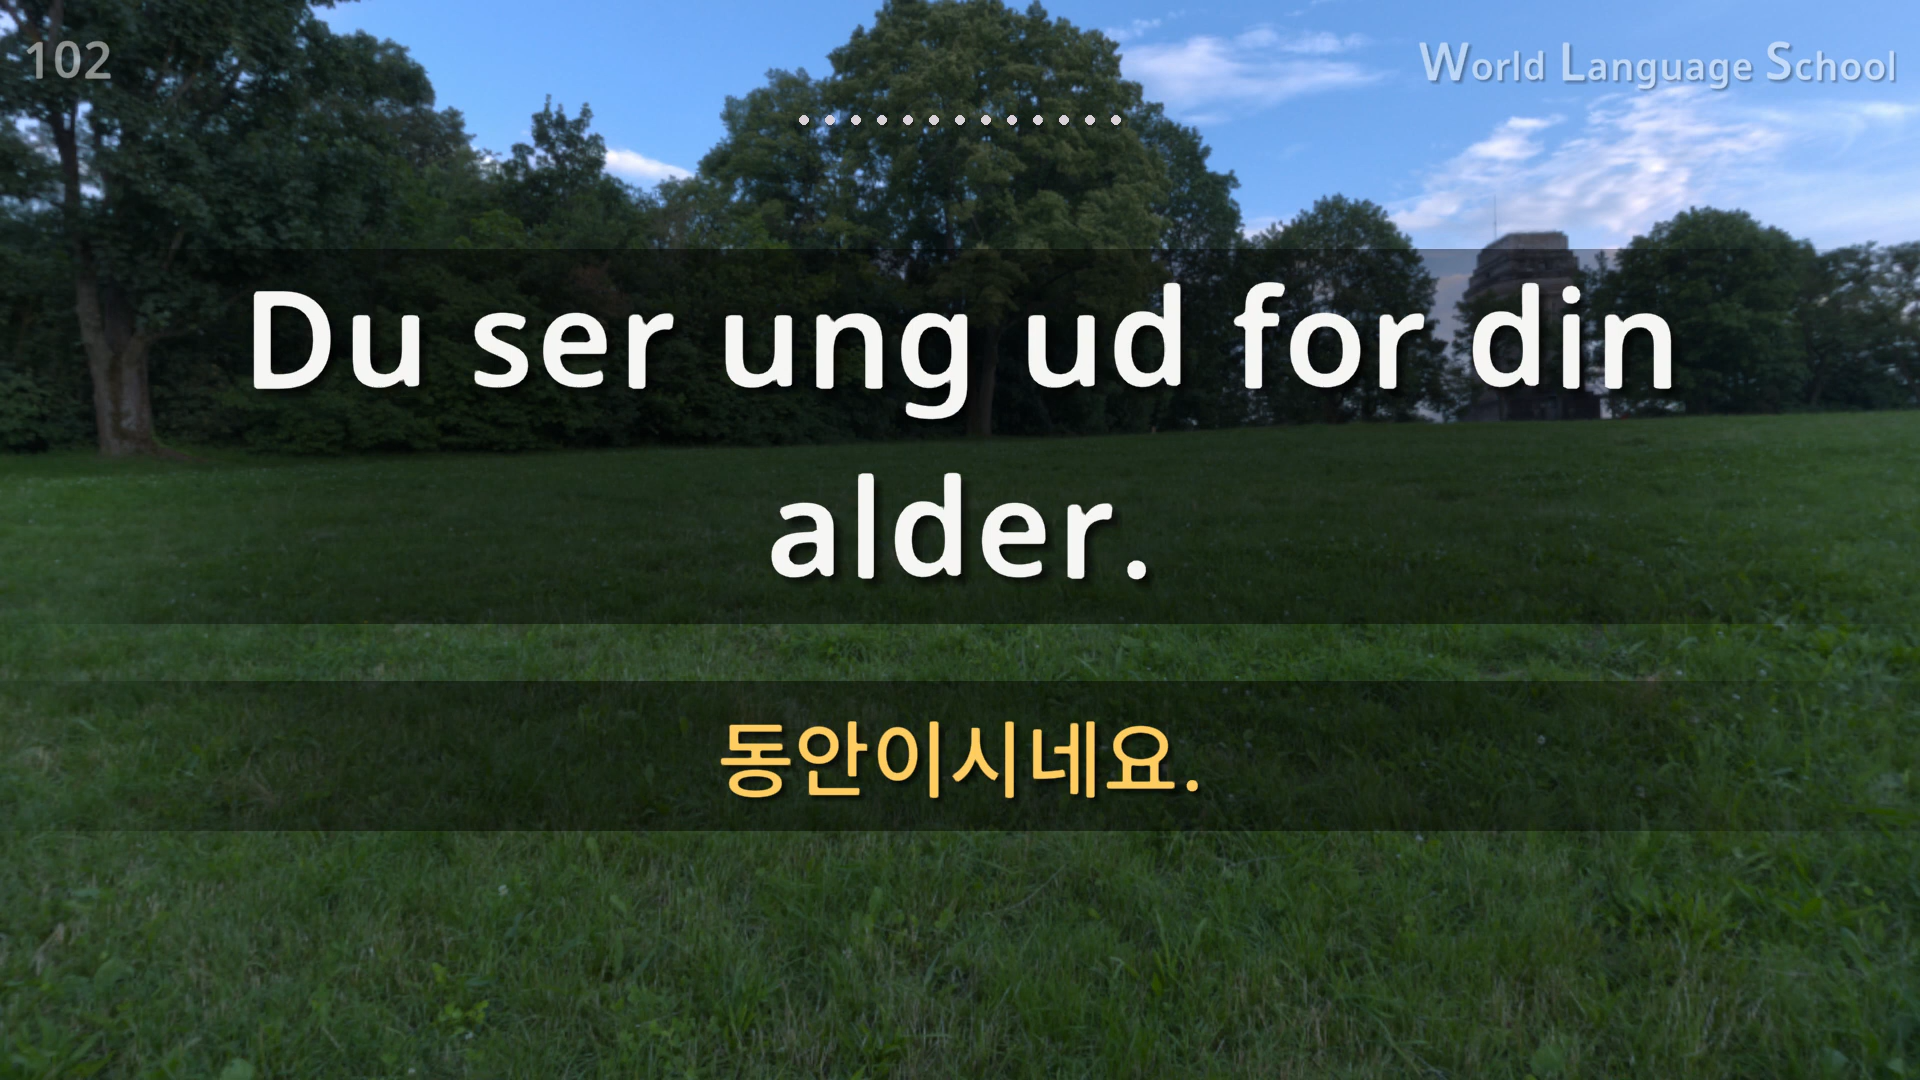 102
World Language School
Du ser ung ud for din
alder.
동안이시네요.